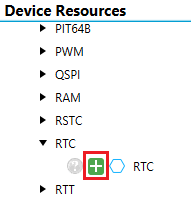 Device Resources
PIT64B
PWM
QSPI
RAM
RSTC
RTC
? + RTC
RTT